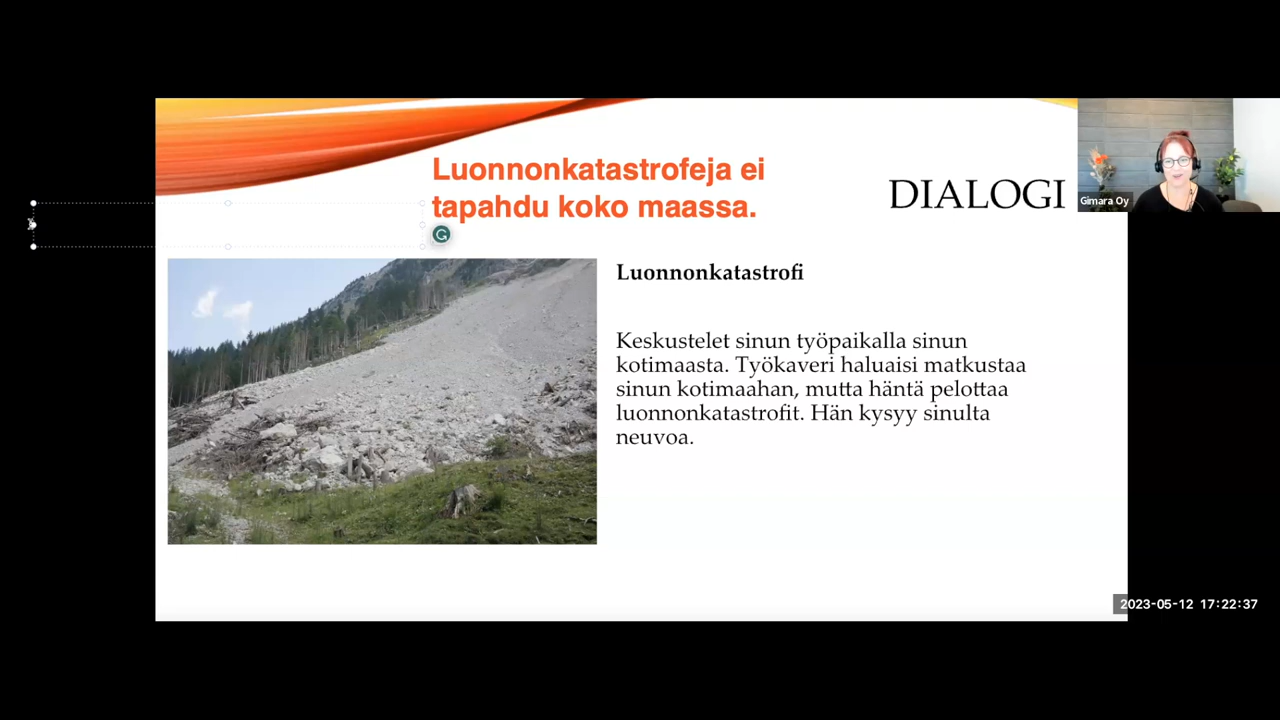 Luonnonkatastrofeja ei
tapahdu koko maassa.
DIALOGI
Gimara Oy
Luonnonkatastrofi
Keskustelet sinun työpaikalla sinun
kotimaasta. Työkaveri haluaisi matkustaa
sinun kotimaahan, mutta häntä pelottaa
luonnonkatastrofit. Hän kysyy sinulta
neuvoa.
2023-05-12 17:22:37